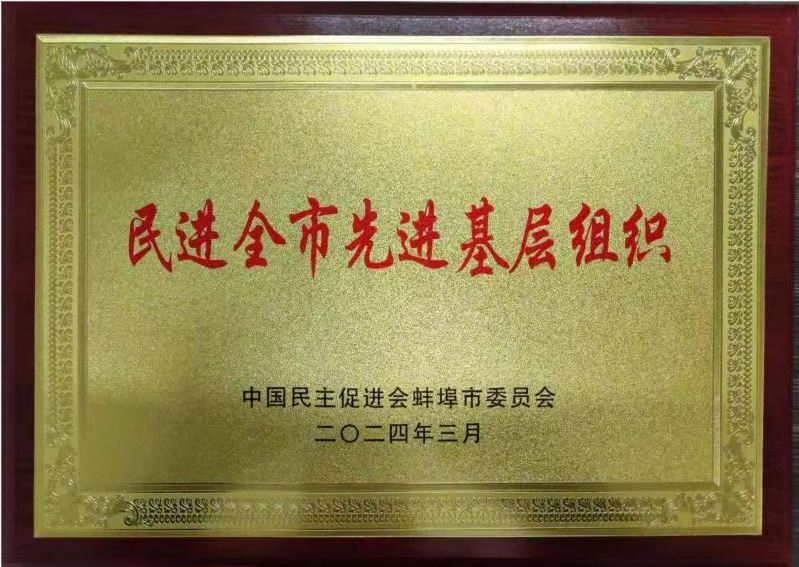 民进全市先进基层组织
中国民主促进会蚌埠市委员会
二〇二四年三月